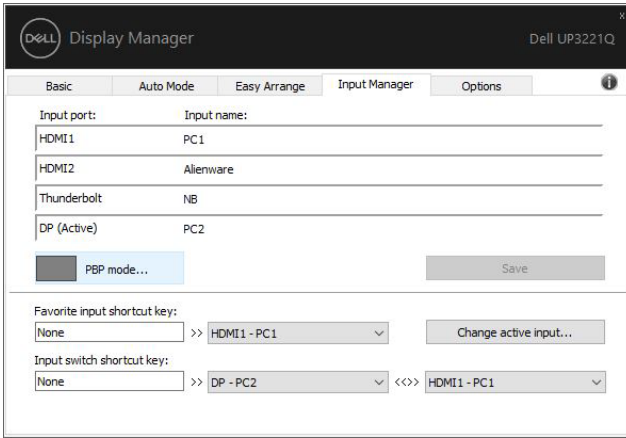 DELL Display Manager Dell UP3221Q
x
Basic Auto Mode Easy Arrange Input Manager Options i
Input port: Input name:
HDMI1 PC1
HDMI2 Alienware
Thunderbolt NB
DP (Active) PC2
PBP mode... Save
Favorite input shortcut key:
None >> HDMI1 - PC1 Change active input...
Input switch shortcut key:
None >> DP - PC2 <<>> HDMI1 - PC1